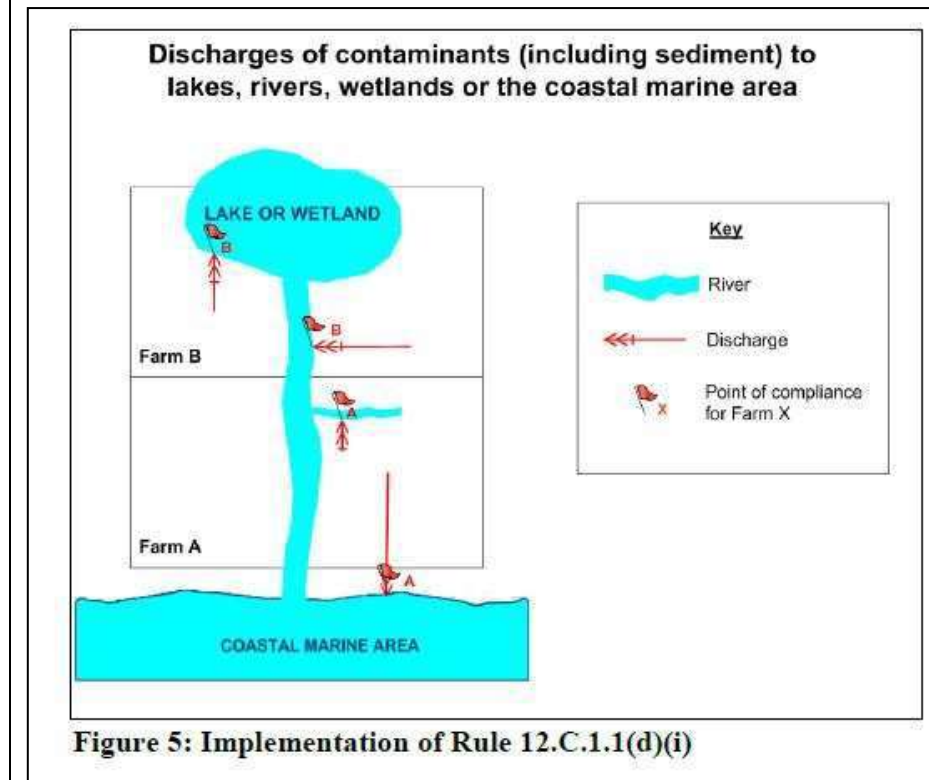 Discharges of contaminants (including sediment) to
lakes, rivers, wetlands or the coastal marine area
LAKE OR WETLAND
B
B
Farm B
A
Farm A
A
COASTAL MARINE AREA
Key
River
Discharge
X
Point of compliance
for Farm X
Figure 5: Implementation of Rule 12.C.1.1(d)(i)